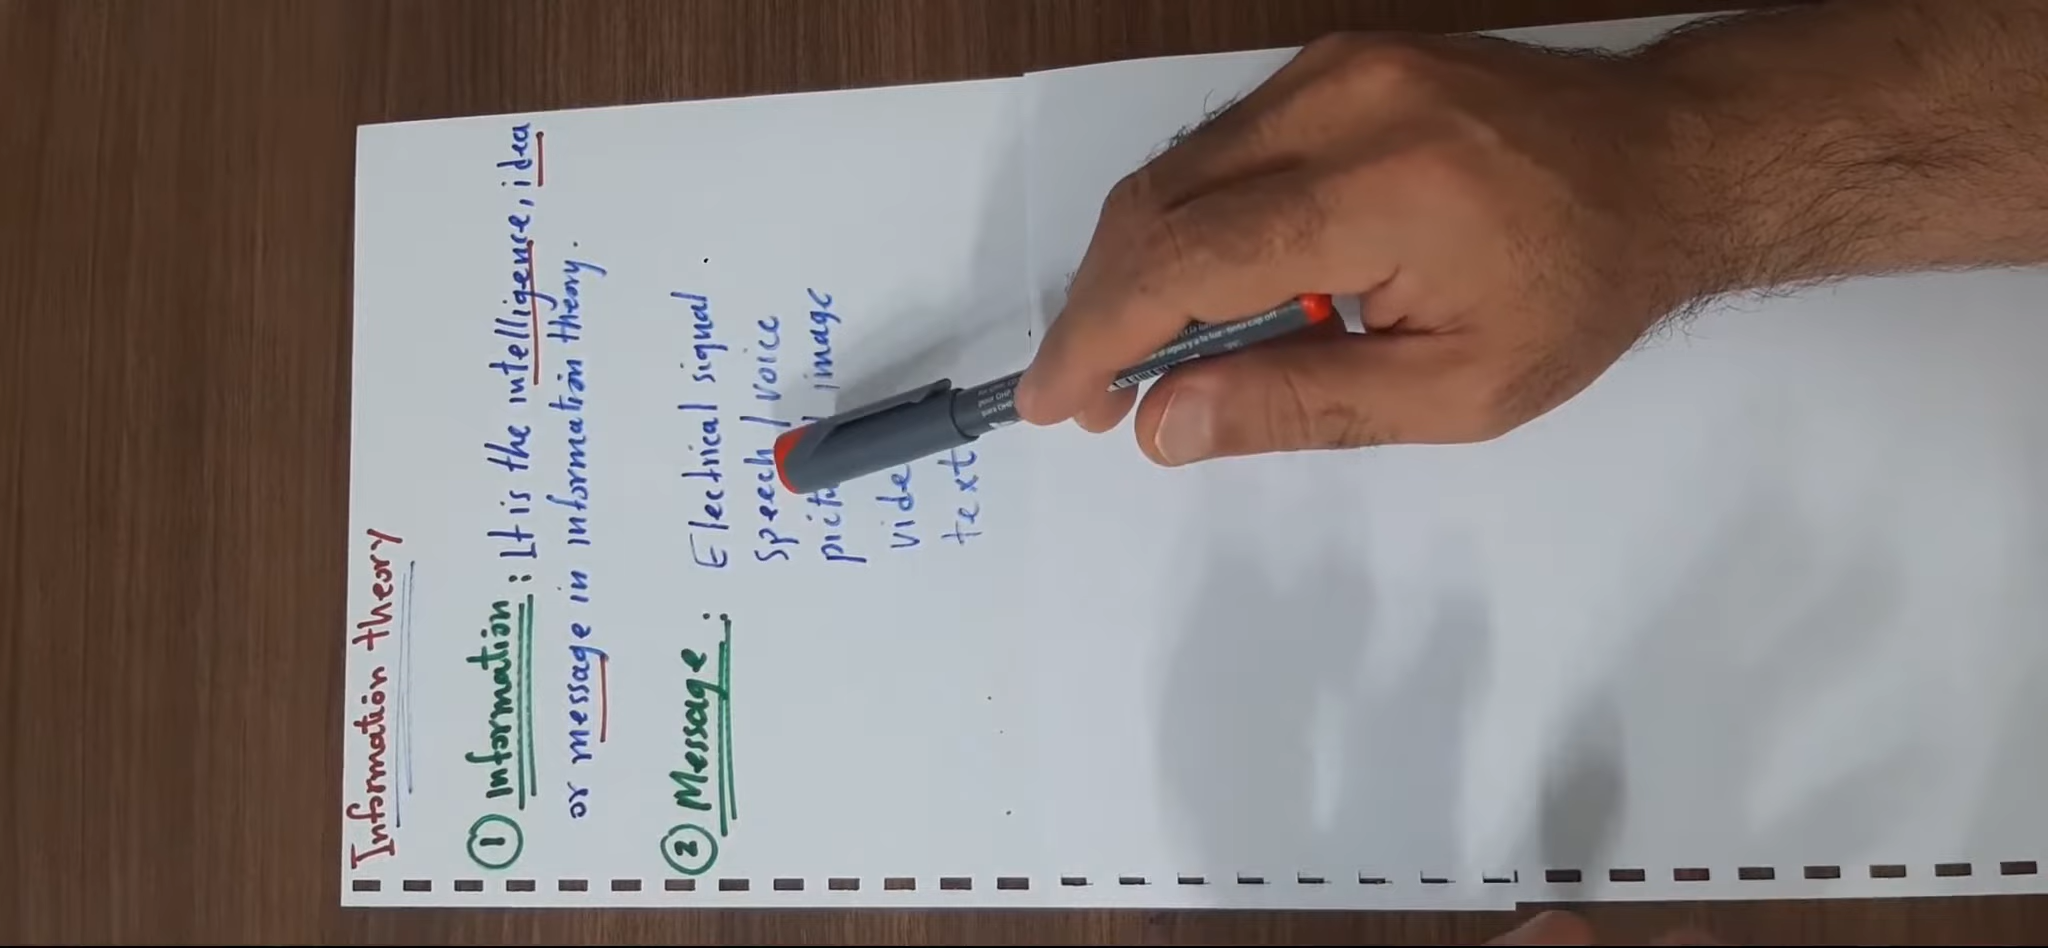 Information theory
① Information : It is the intelligence, idea
or message in information theory.
② Message : Electrical signal
speech / voice
image
text